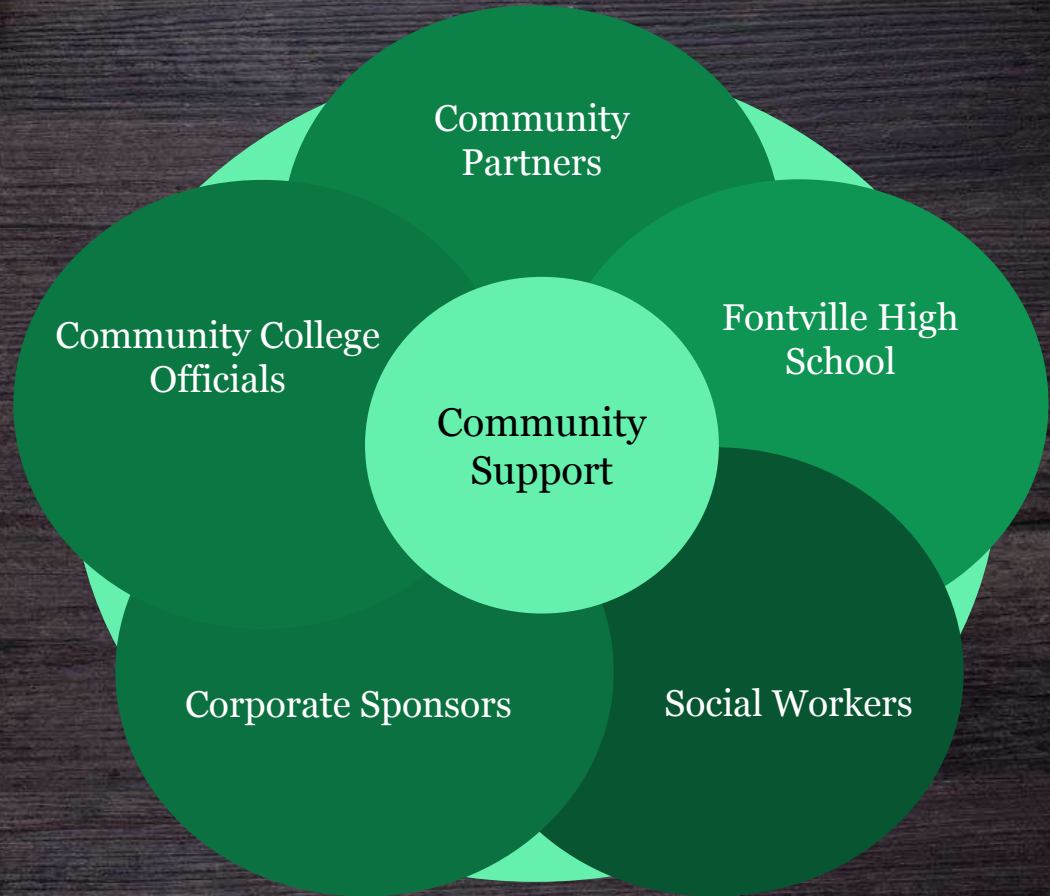 Community
Partners
Fontville High
School
Community College
Officials
Community
Support
Corporate Sponsors
Social Workers